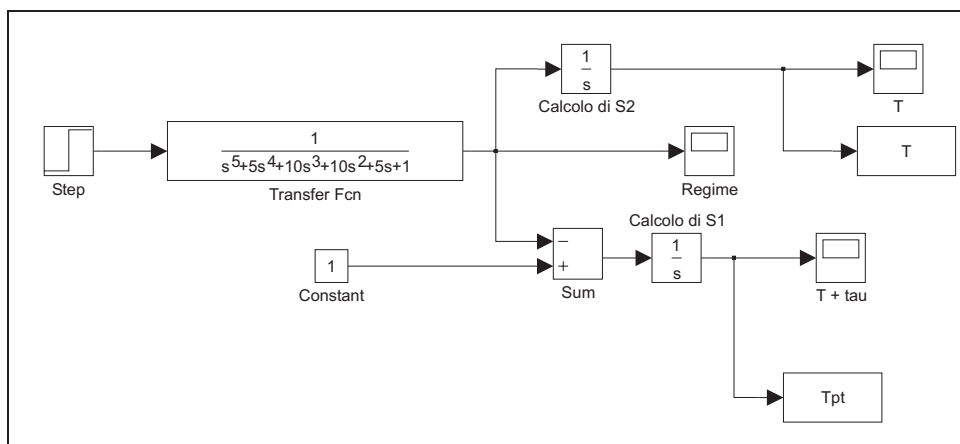 1
s
Calcolo di S2
T
T
Step
1
s5+5s4+10s3+10s2+5s+1
Transfer Fcn
Regime
Calcolo di S1
1
Constant
−
+
Sum
1
s
T + tau
Tpt